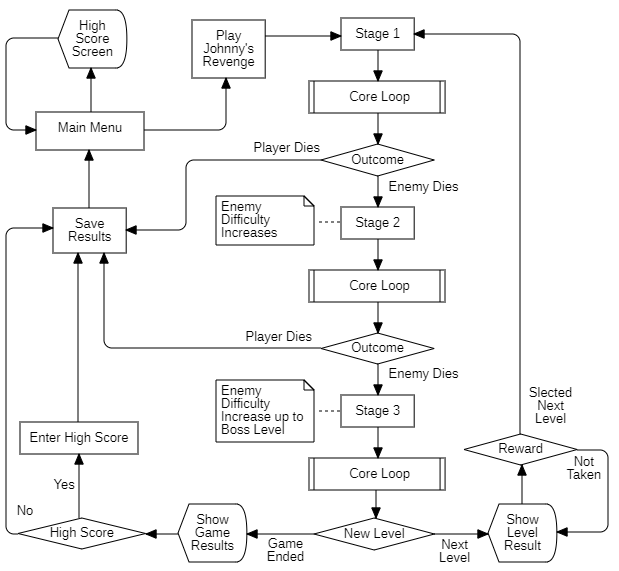 High
Score
Screen
Play
Johnny's
Revenge
Stage 1
Core Loop
Main Menu
Player Dies
Outcome
Enemy Dies
Enemy
Difficulty
Increases
Stage 2
Save
Results
Core Loop
Player Dies
Outcome
Enemy Dies
Enemy
Difficulty
Increase up to
Boss Level
Stage 3
Slected
Next
Level
Enter High Score
Reward
Not
Taken
Core Loop
Yes
No
High Score
Show
Game
Results
Game
Ended
New Level
Next
Level
Show
Level
Result